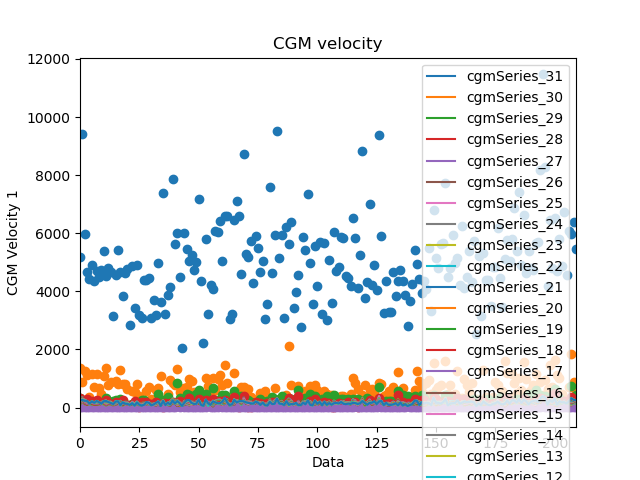 CGM velocity
12000
10000
8000
6000
4000
2000
0
CGM Velocity 1
0
25
50
75
100
125
150
175
200
Data
cgmSeries_31
cgmSeries_30
cgmSeries_29
cgmSeries_28
cgmSeries_27
cgmSeries_26
cgmSeries_25
cgmSeries_24
cgmSeries_23
cgmSeries_22
cgmSeries_21
cgmSeries_20
cgmSeries_19
cgmSeries_18
cgmSeries_17
cgmSeries_16
cgmSeries_15
cgmSeries_14
cgmSeries_13
cgmSeries_12